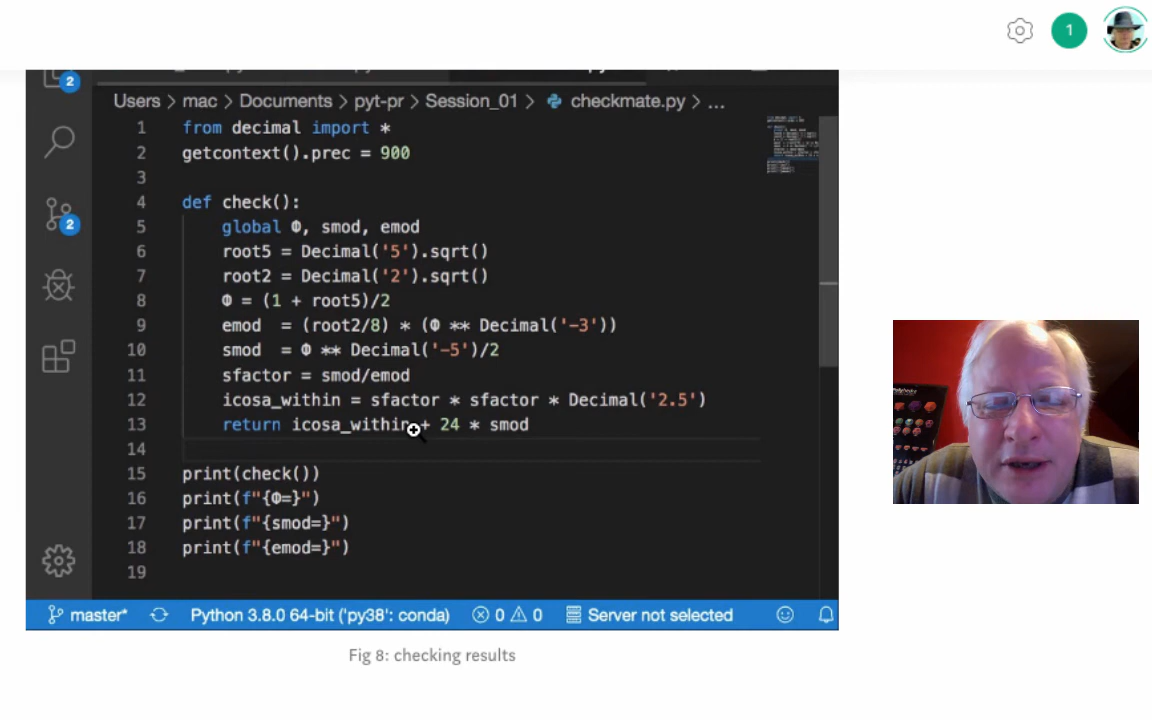 1
2
Users > mac > Documents > pyt-pr > Session_01 > checkmate.py > ...
1 from decimal import *
2 getcontext().prec = 900
3
4 def check():
5 global Φ, smod, emod
6 root5 = Decimal('5').sqrt()
7 root2 = Decimal('2').sqrt()
8 Φ = (1 + root5)/2
9 emod  = (root2/8) * (Φ ** Decimal('-3'))
10 smod  = Φ ** Decimal('-5')/2
11 sfactor = smod/emod
12 icosa_within = sfactor * sfactor * Decimal('2.5')
13 return icosa_within + 24 * smod
14
15 print(check())
16 print(f"{Φ=}")
17 print(f"{smod=}")
18 print(f"{emod=}")
19
2
master* Python 3.8.0 64-bit ('py38': conda) 0 0 Server not selected
Fig 8: checking results